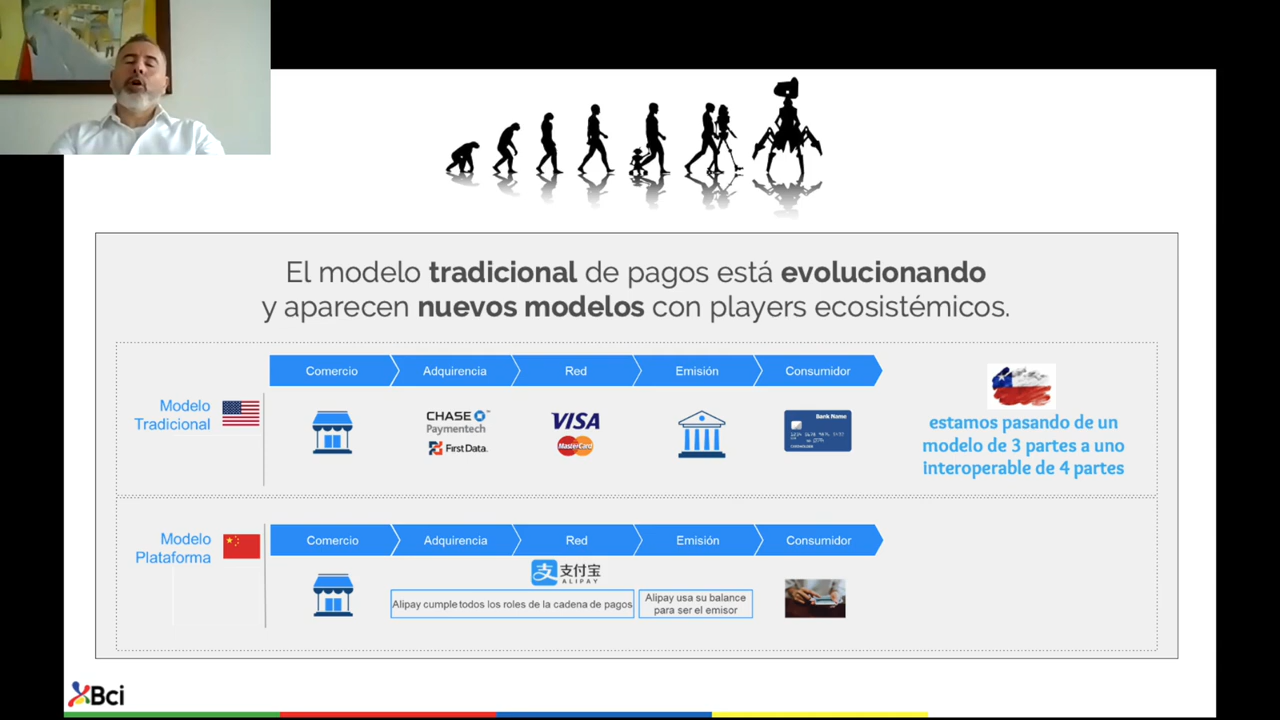 El modelo tradicional de pagos está evolucionando
y aparecen nuevos modelos con players ecosistémicos.
Comercio
Adquirencia
Red
Emisión
Consumidor
Modelo
Tradicional
CHASE
Paymentech
First Data.
VISA
MasterCard
Bank Name
estamos pasando de un
modelo de 3 partes a uno
interoperable de 4 partes
Modelo
Plataforma
Comercio
Adquirencia
Red
Emisión
Consumidor
支 支付宝
ALIPAY
Alipay cumple todos los roles de la cadena de pagos
Alipay usa su balance
para ser el emisor
Bci